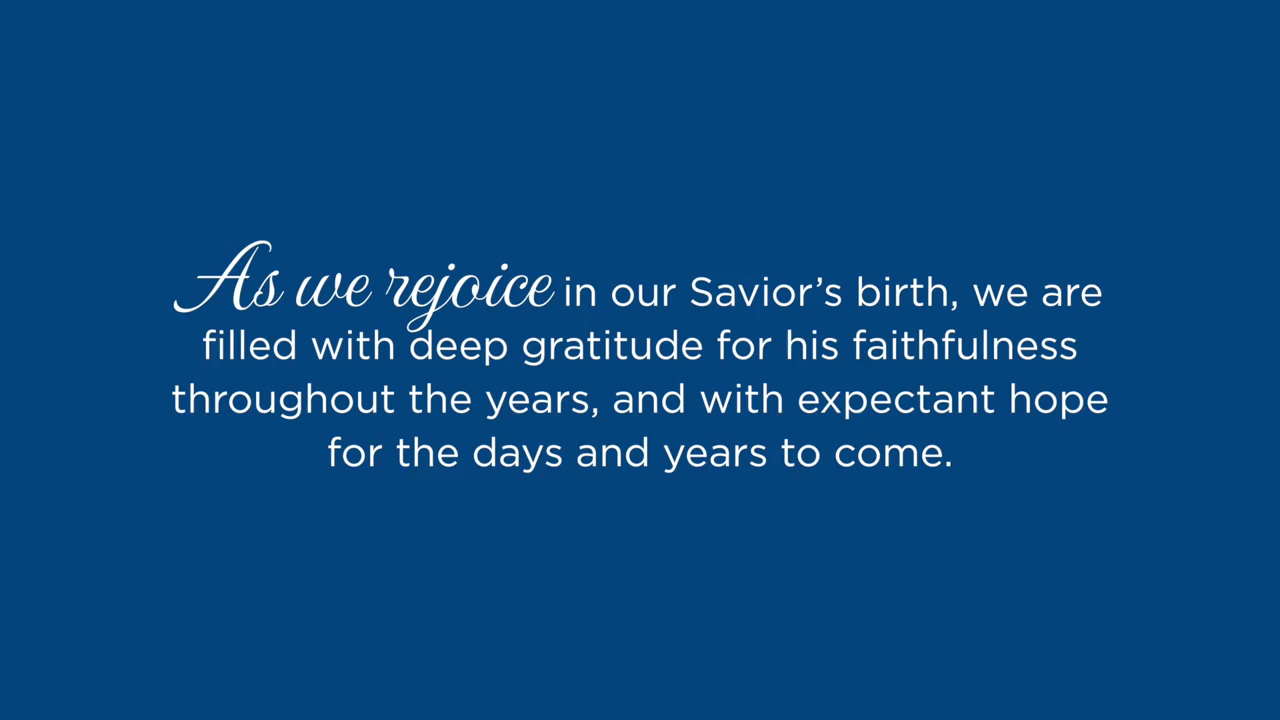 As we rejoice in our Savior’s birth, we are
filled with deep gratitude for his faithfulness
throughout the years, and with expectant hope
for the days and years to come.